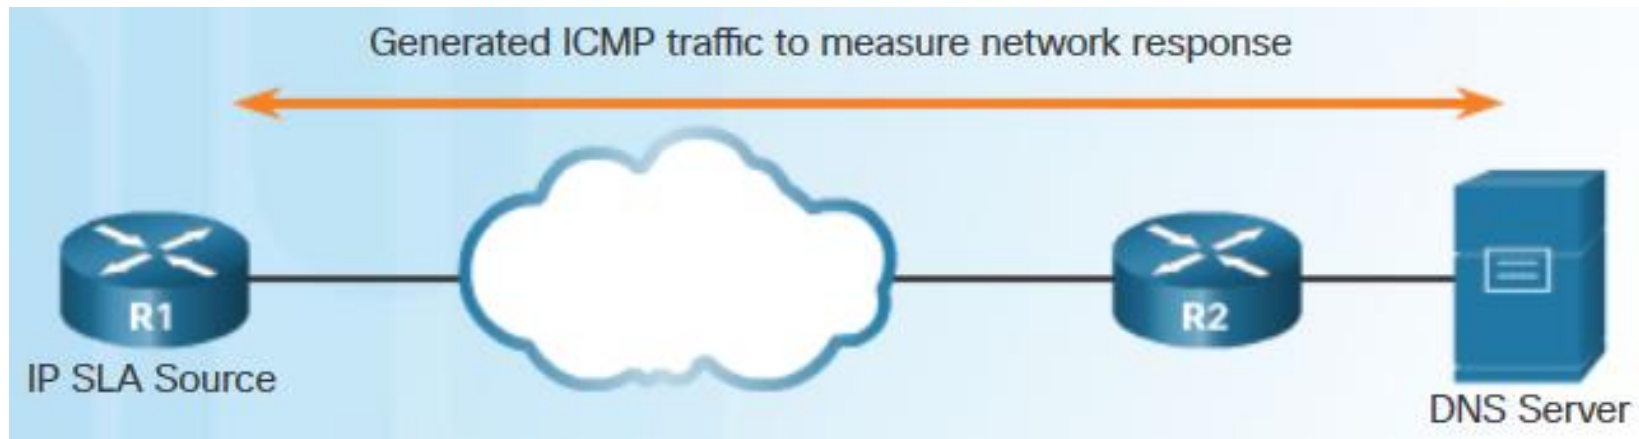 Generated ICMP traffic to measure network response
R1
R2
IP SLA Source
DNS Server